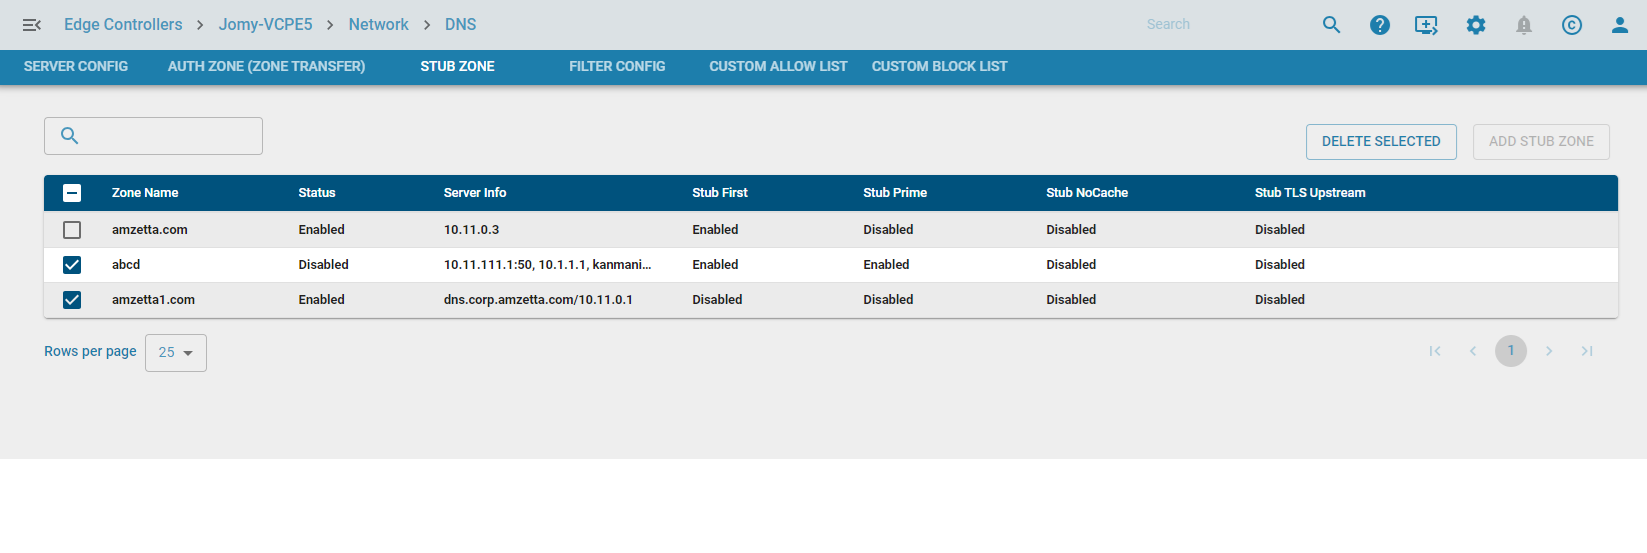 Edge Controllers > Jomy-VCPE5 > Network > DNS Search
SERVER CONFIG AUTH ZONE (ZONE TRANSFER) STUB ZONE FILTER CONFIG CUSTOM ALLOW LIST CUSTOM BLOCK LIST
DELETE SELECTED ADD STUB ZONE
Zone Name Status Server Info Stub First Stub Prime Stub NoCache Stub TLS Upstream
amzetta.com Enabled 10.11.0.3 Enabled Disabled Disabled Disabled
abcd Disabled 10.11.111.1:50, 10.1.1.1, kanmani... Enabled Enabled Disabled Disabled
amzetta1.com Enabled dns.corp.amzetta.com/10.11.0.1 Disabled Disabled Disabled Disabled
Rows per page 25 1